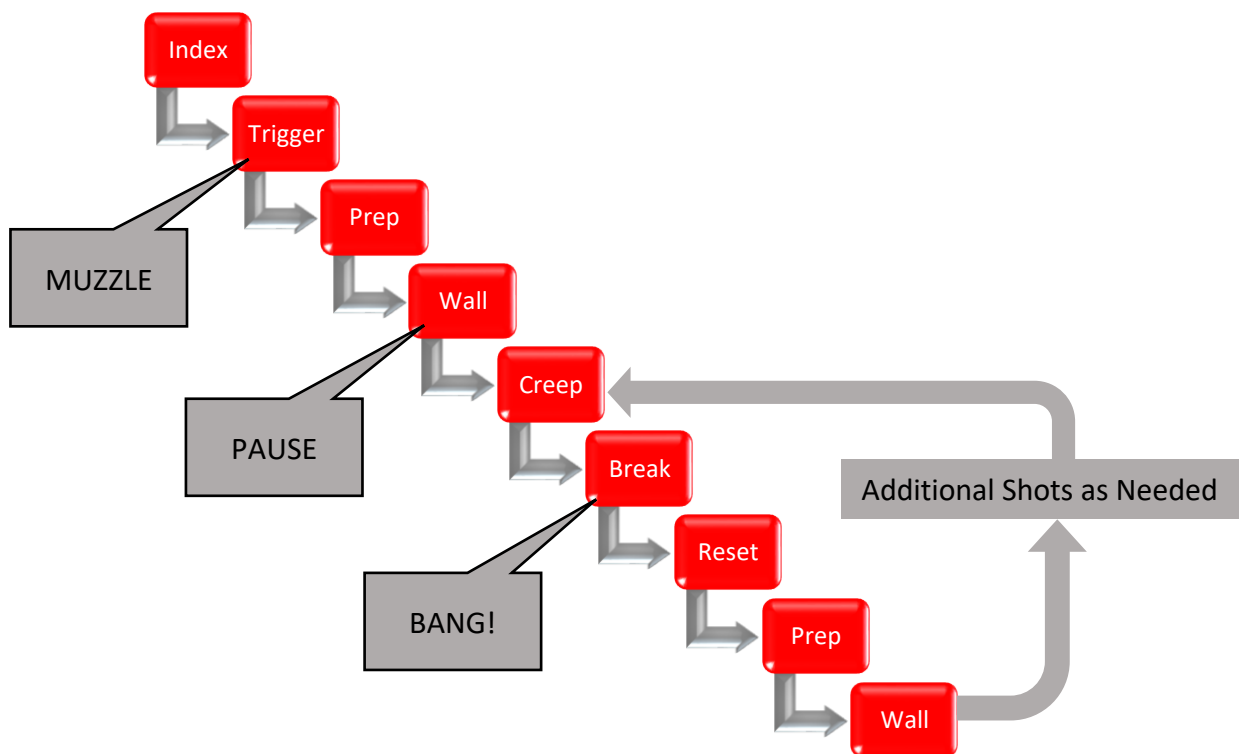 Index
Trigger
MUZZLE
Prep
Wall
PAUSE
Creep
Break
Additional Shots as Needed
BANG!
Reset
Prep
Wall